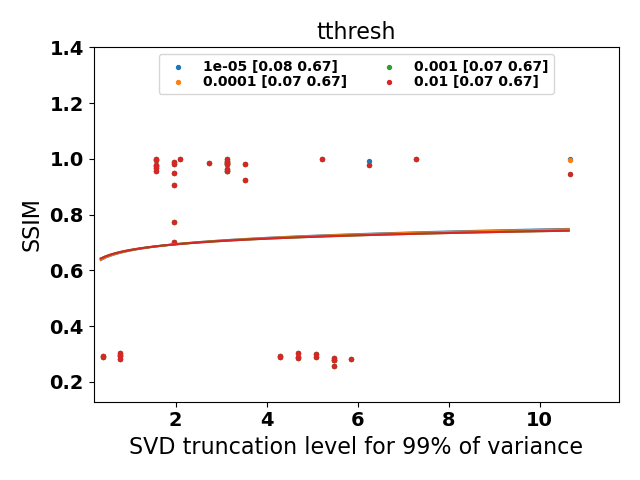 tthresh
1e-05 [0.08 0.67]
0.0001 [0.07 0.67]
0.001 [0.07 0.67]
0.01 [0.07 0.67]
SSIM
1.4
1.2
1.0
0.8
0.6
0.4
0.2
2 4 6 8 10
SVD truncation level for 99% of variance